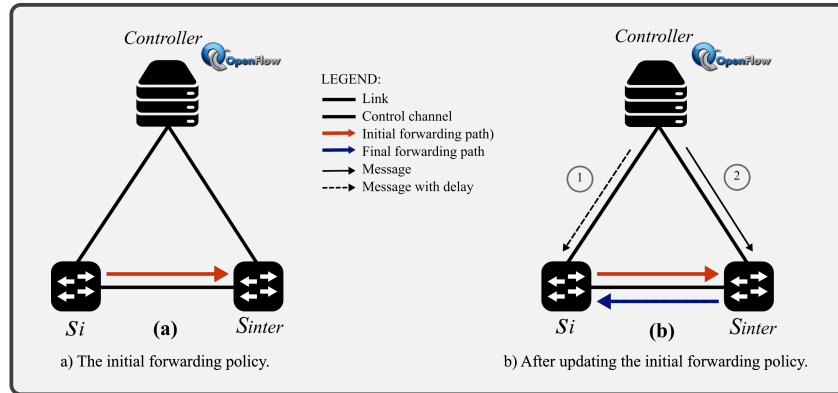 Controller
OpenFlow
LEGEND:
Link
Control channel
Initial forwarding path)
Final forwarding path
Message
Message with delay
Si
(a)
Sinter
a) The initial forwarding policy.
Controller
OpenFlow
1
2
Si
(b)
Sinter
b) After updating the initial forwarding policy.